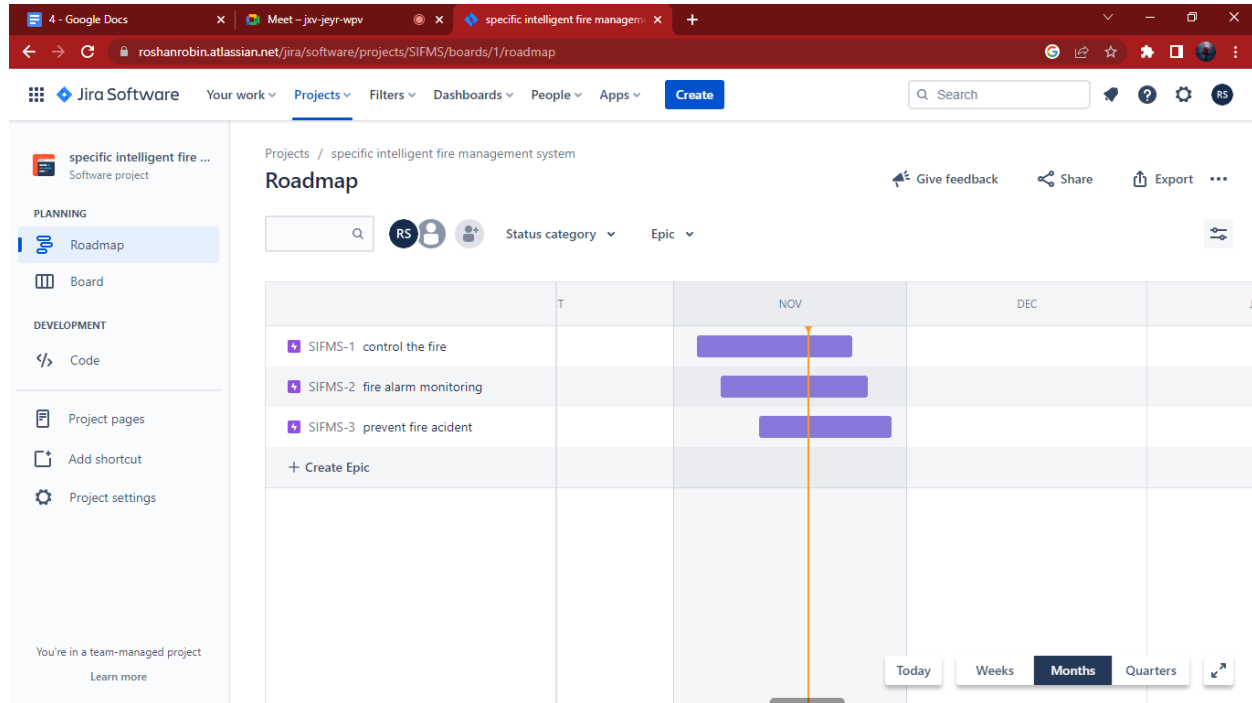 4 - Google Docs
Meet – jxv-jeyr-wpv
specific intelligent fire managem
roshanrobin.atlassian.net/jira/software/projects/SIFMS/boards/1/roadmap
Jira Software Your work Projects Filters Dashboards People Apps Create Search RS
specific intelligent fire ...
Software project
PLANNING
Roadmap
Board
DEVELOPMENT
Code
Project pages
Add shortcut
Project settings
You're in a team-managed project
Learn more
Projects / specific intelligent fire management system
Roadmap
Give feedback Share Export
RS Status category Epic
T NOV DEC J
SIFMS-1 control the fire
SIFMS-2 fire alarm monitoring
SIFMS-3 prevent fire acident
+ Create Epic
Today Weeks Months Quarters